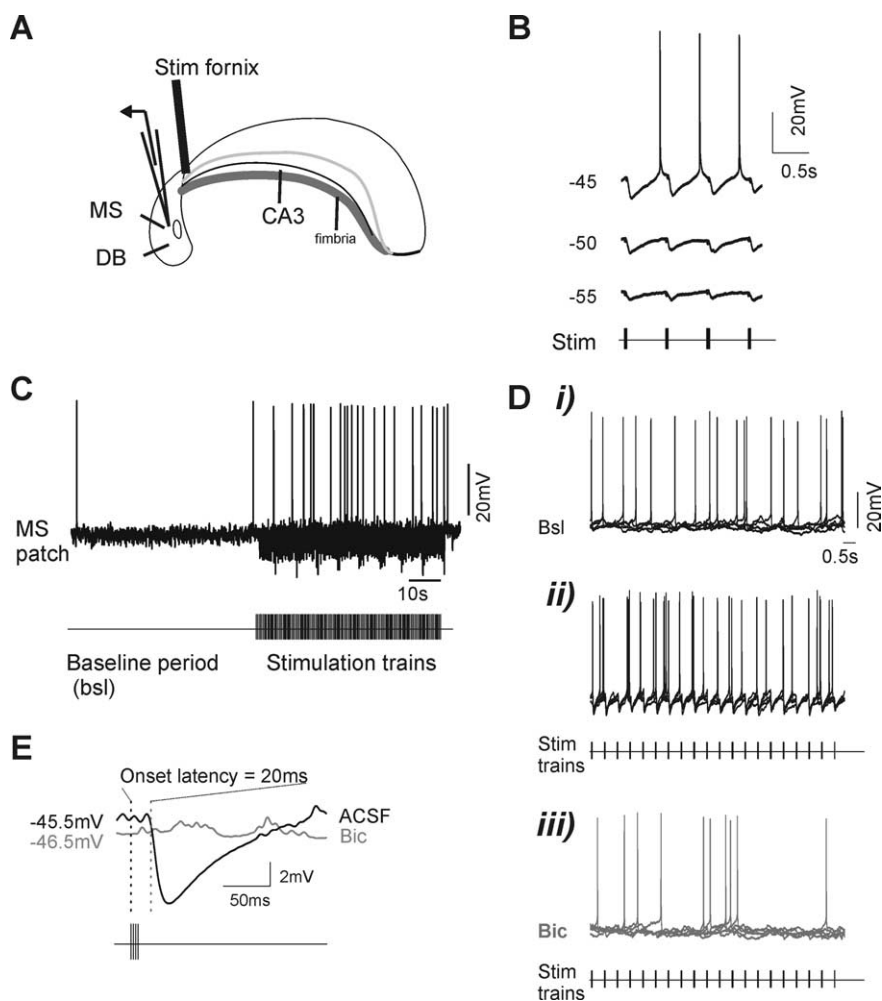 A
Stim fornix
MS
DB
CA3
fimbria
B
20mV
0.5s
-45
-50
-55
Stim
C
MS
patch
20mV
10s
Baseline period
(bsl)
Stimulation trains
D
i)
Bsl
20mV
0.5s
ii)
Stim
trains
iii)
Bic
Stim
trains
E
Onset latency = 20ms
-45.5mV
-46.5mV
ACSF
Bic
2mV
50ms